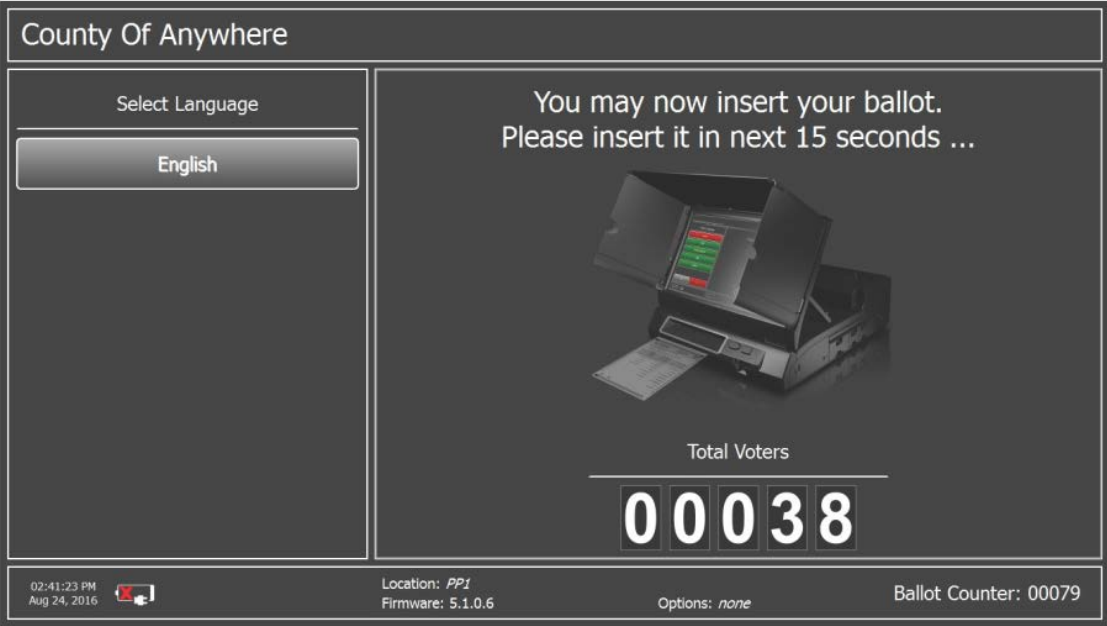 County Of Anywhere
Select Language
English
You may now insert your ballot.
Please insert it in next 15 seconds ...
Total Voters
00038
02:41:23 PM
Aug 24, 2016
Location: PP1
Firmware: 5.1.0.6
Options: none
Ballot Counter: 00079